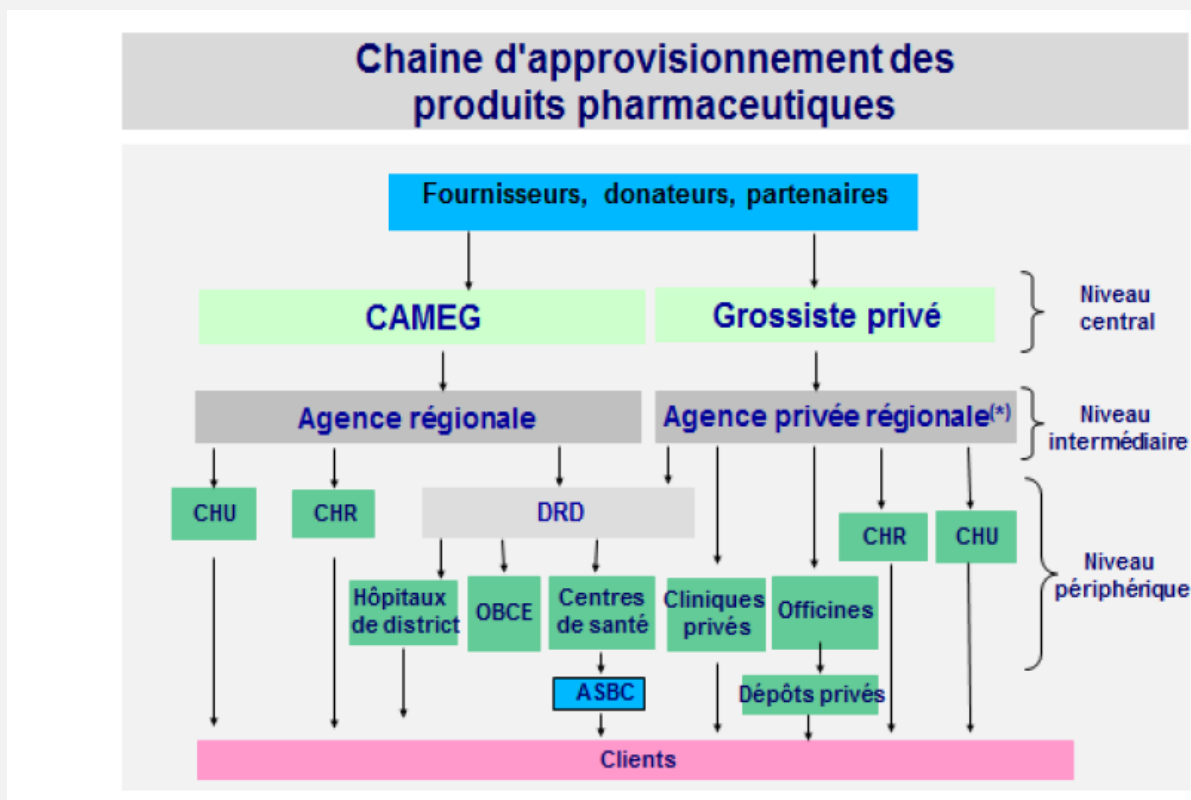 Chaine d'approvisionnement des
produits pharmaceutiques
Fournisseurs, donateurs, partenaires
CAMEG
Grossiste privé
Niveau
central
Agence régionale
Agence privée régionale(*)
Niveau
intermédiaire
CHU
CHR
DRD
CHR
CHU
Niveau
périphérique
Hôpitaux
de district
OBCE
Centres
de santé
Cliniques
privés
Officines
ASBC
Dépôts privés
Clients